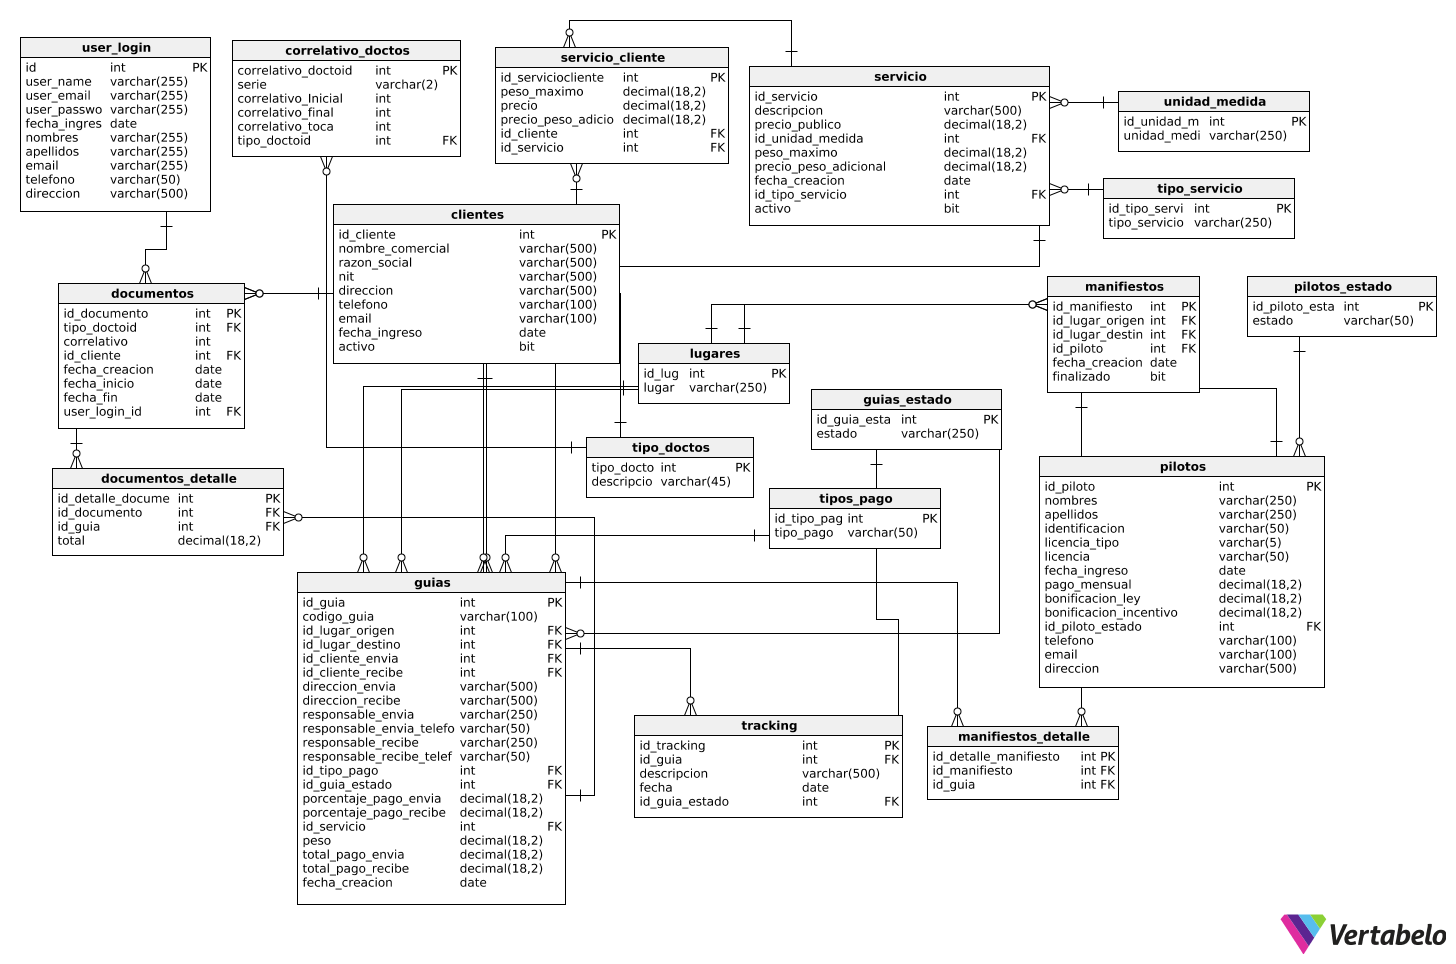 user_login
id int PK
user_name varchar(255)
user_email varchar(255)
user_passwo varchar(255)
fecha_ingres date
nombres varchar(255)
apellidos varchar(255)
email varchar(255)
telefono varchar(50)
direccion varchar(500)
correlativo_doctos
correlativo_doctoid int PK
serie varchar(2)
correlativo_Inicial int
correlativo_final int
correlativo_toca int
tipo_doctoid int FK
servicio_cliente
id_serviciocliente int PK
peso_maximo decimal(18,2)
precio decimal(18,2)
precio_peso_adicio decimal(18,2)
id_cliente int FK
id_servicio int FK
servicio
id_servicio int PK
descripcion varchar(500)
precio_publico decimal(18,2)
id_unidad_medida int FK
peso_maximo decimal(18,2)
precio_peso_adicional decimal(18,2)
fecha_creacion date
id_tipo_servicio int FK
activo bit
unidad_medida
id_unidad_m int PK
unidad_medi varchar(250)
tipo_servicio
id_tipo_servi int PK
tipo_servicio varchar(250)
clientes
id_cliente int PK
nombre_comercial varchar(500)
razon_social varchar(500)
nit varchar(500)
direccion varchar(500)
telefono varchar(100)
email varchar(100)
fecha_ingreso date
activo bit
documentos
id_documento int PK
tipo_doctoid int FK
correlativo int
id_cliente int FK
fecha_creacion date
fecha_inicio date
fecha_fin date
user_login_id int FK
manifiestos
id_manifiesto int PK
id_lugar_origen int FK
id_lugar_destin int FK
id_piloto int FK
fecha_creacion date
finalizado bit
pilotos_estado
id_piloto_esta int PK
estado varchar(50)
lugares
id_lug int PK
lugar varchar(250)
guias_estado
id_guia_esta int PK
estado varchar(250)
tipo_doctos
tipo_docto int PK
descripcio varchar(45)
documentos_detalle
id_detalle_docume int PK
id_documento int FK
id_guia int FK
total decimal(18,2)
tipos_pago
id_tipo_pag int PK
tipo_pago varchar(50)
pilotos
id_piloto int PK
nombres varchar(250)
apellidos varchar(250)
identificacion varchar(50)
licencia_tipo varchar(5)
licencia varchar(50)
fecha_ingreso date
pago_mensual decimal(18,2)
bonificacion_ley decimal(18,2)
bonificacion_incentivo decimal(18,2)
id_piloto_estado int FK
telefono varchar(100)
email varchar(100)
direccion varchar(500)
guias
id_guia int PK
codigo_guia varchar(100)
id_lugar_origen int FK
id_lugar_destino int FK
id_cliente_envia int FK
id_cliente_recibe int FK
direccion_envia varchar(500)
direccion_recibe varchar(500)
responsable_envia varchar(250)
responsable_envia_telefo varchar(50)
responsable_recibe varchar(250)
responsable_recibe_telef varchar(50)
id_tipo_pago int FK
id_guia_estado int FK
porcentaje_pago_envia decimal(18,2)
porcentaje_pago_recibe decimal(18,2)
id_servicio int FK
peso decimal(18,2)
total_pago_envia decimal(18,2)
total_pago_recibe decimal(18,2)
fecha_creacion date
tracking
id_tracking int PK
id_guia int FK
descripcion varchar(500)
fecha date
id_guia_estado int FK
manifiestos_detalle
id_detalle_manifiesto int PK
id_manifiesto int FK
id_guia int FK
Vertabelo